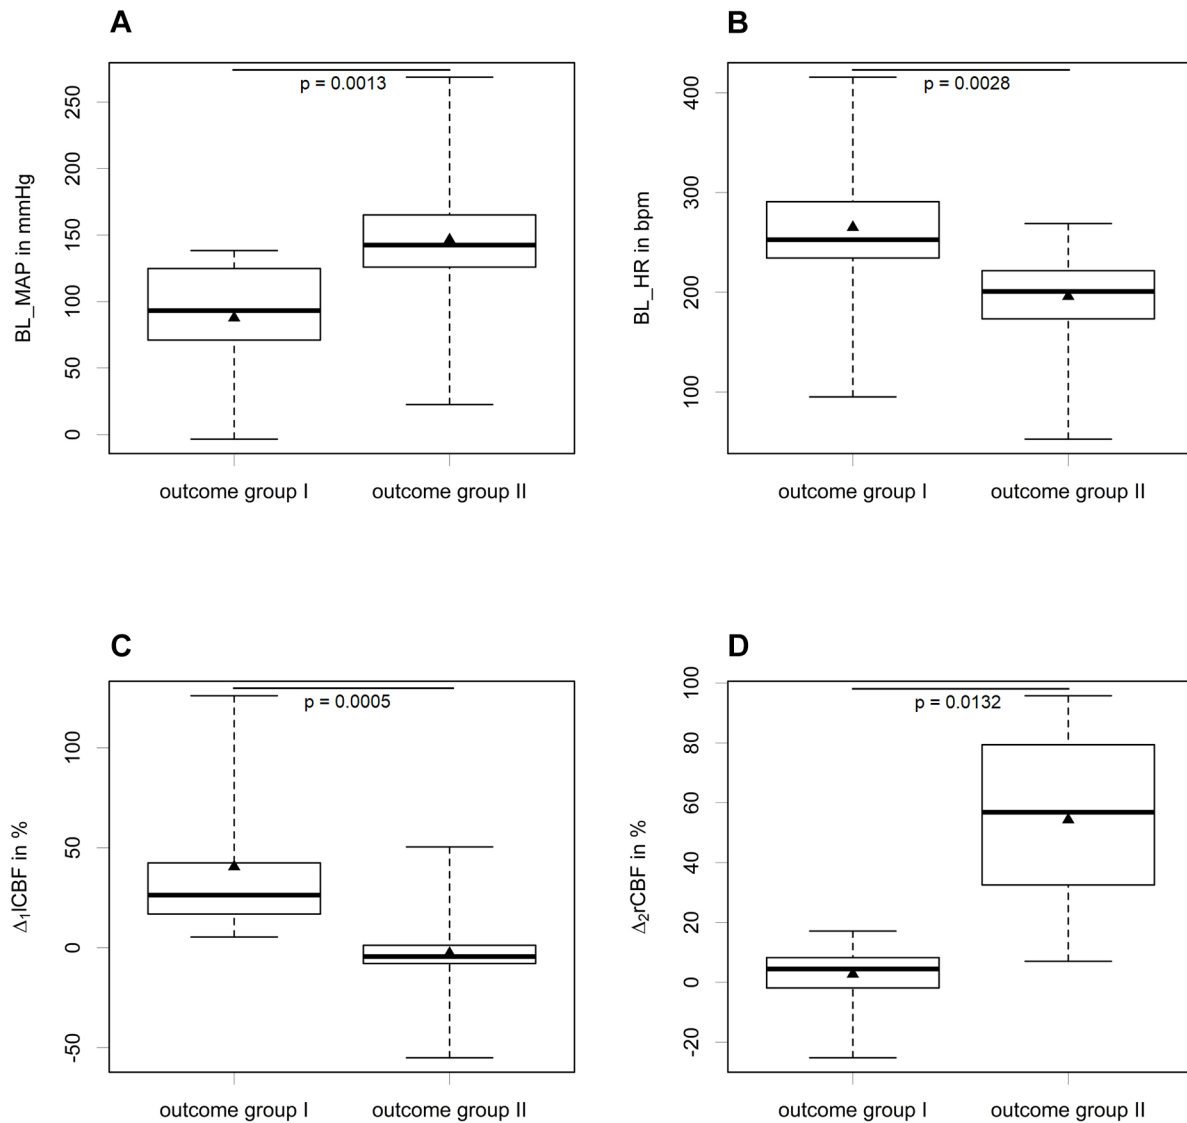 A
p = 0.0013
BL_MAP in mmHg
250
200
150
100
50
0
outcome group I
outcome group II
B
p = 0.0028
BL_HR in bpm
400
300
200
100
outcome group I
outcome group II
C
p = 0.0005
Δ₁lCBF in %
100
50
0
-50
outcome group I
outcome group II
D
p = 0.0132
Δ₂rCBF in %
100
80
60
40
20
0
-20
outcome group I
outcome group II